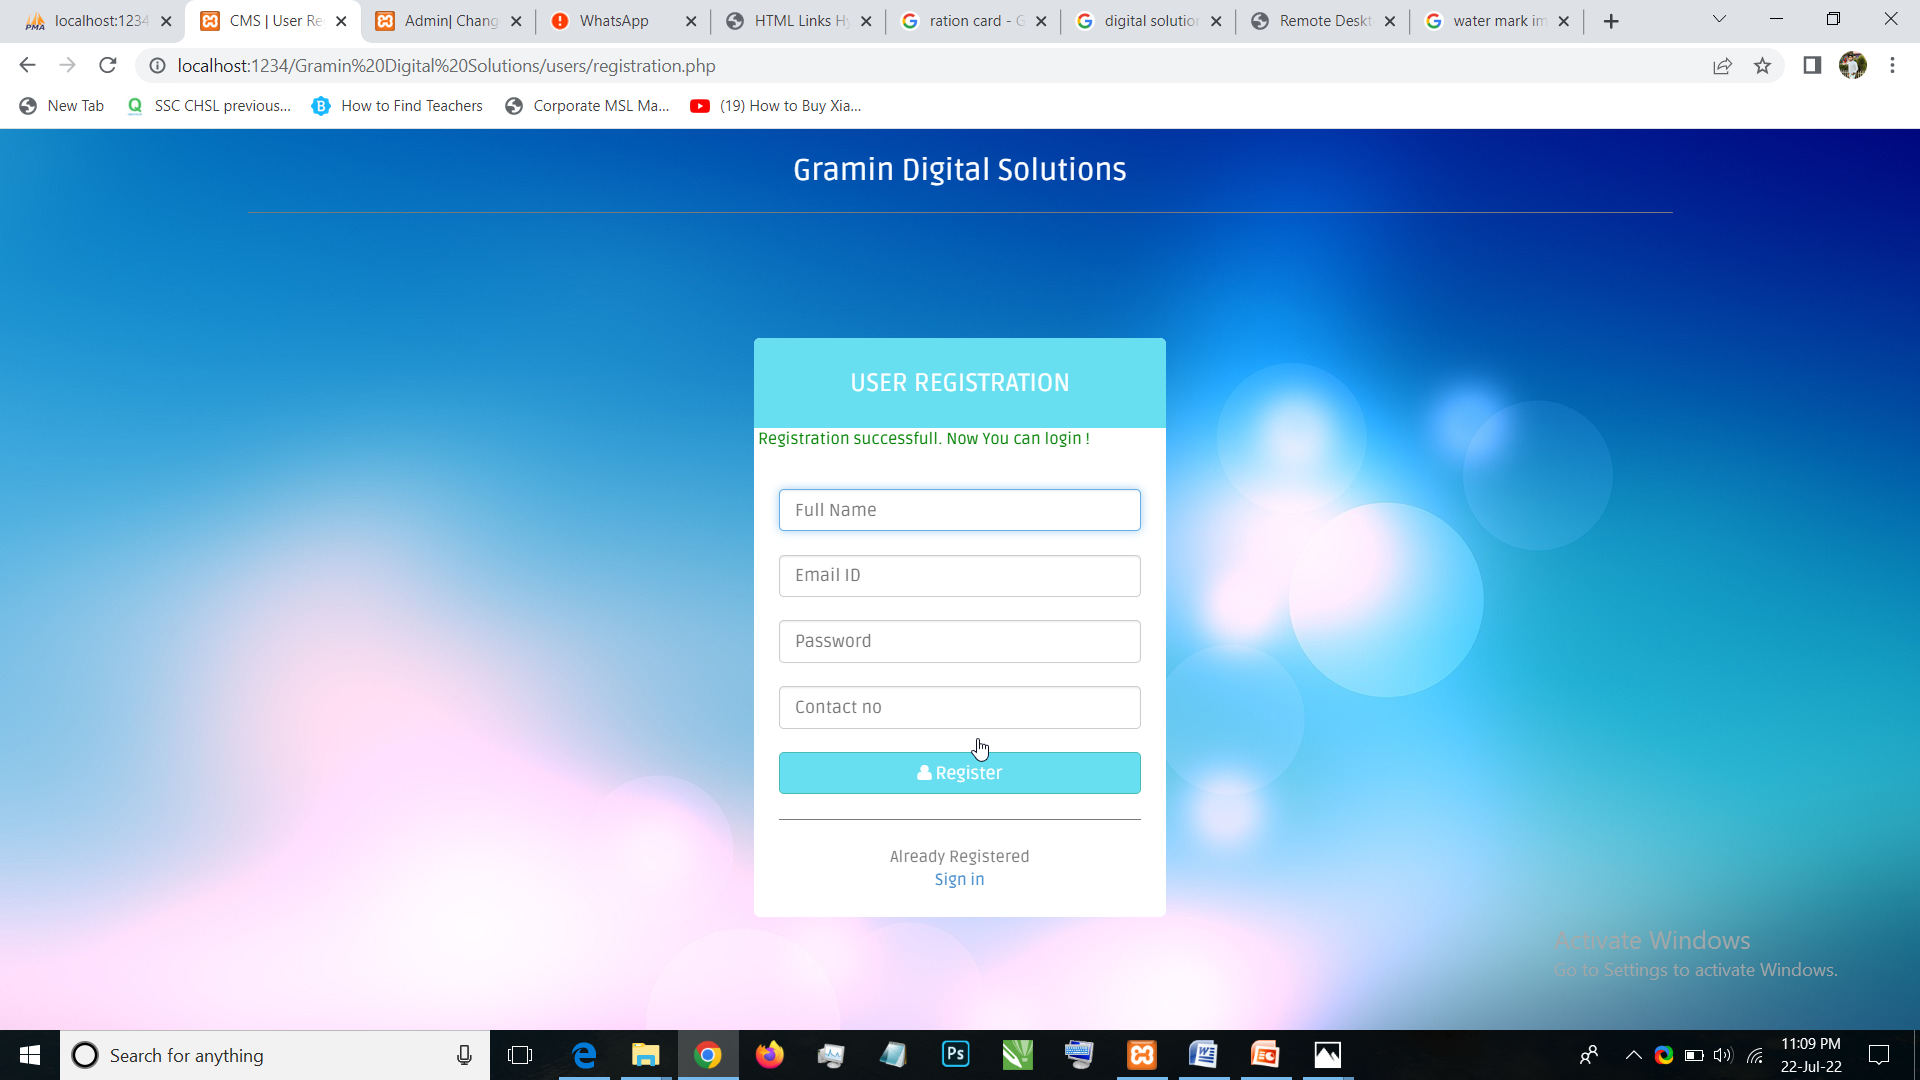 localhost:1234
CMS | User Re
Admin| Chang
WhatsApp
HTML Links Hy
ration card - G
digital solution
Remote Deskt
water mark im
localhost:1234/Gramin%20Digital%20Solutions/users/registration.php
New Tab
SSC CHSL previous...
How to Find Teachers
Corporate MSL Ma...
(19) How to Buy Xia...
Gramin Digital Solutions
USER REGISTRATION
Registration successfull. Now You can login !
Full Name
Email ID
Password
Contact no
Register
Already Registered
Sign in
Activate Windows
Go to Settings to activate Windows.
Search for anything
Ps
11:09 PM
22-Jul-22